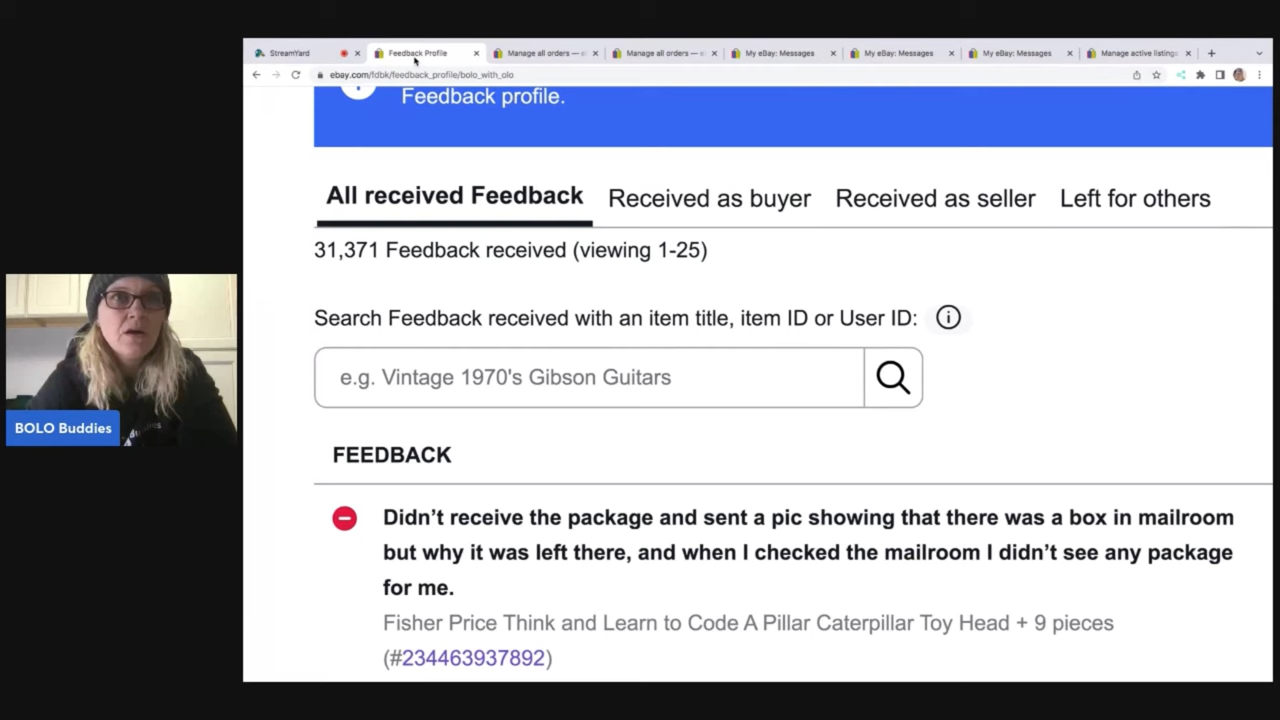 StreamYard
Feedback Profile
Manage all orders —
Manage all orders —
My eBay: Messages
My eBay: Messages
My eBay: Messages
Manage active listings
ebay.com/fdbk/feedback_profile/bolo_with_olo
Feedback profile.
All received Feedback Received as buyer Received as seller Left for others
31,371 Feedback received (viewing 1-25)
Search Feedback received with an item title, item ID or User ID:
e.g. Vintage 1970's Gibson Guitars
FEEDBACK
Didn’t receive the package and sent a pic showing that there was a box in mailroom
but why it was left there, and when I checked the mailroom I didn’t see any package
for me.
Fisher Price Think and Learn to Code A Pillar Caterpillar Toy Head + 9 pieces
(#234463937892)
BOLO Buddies